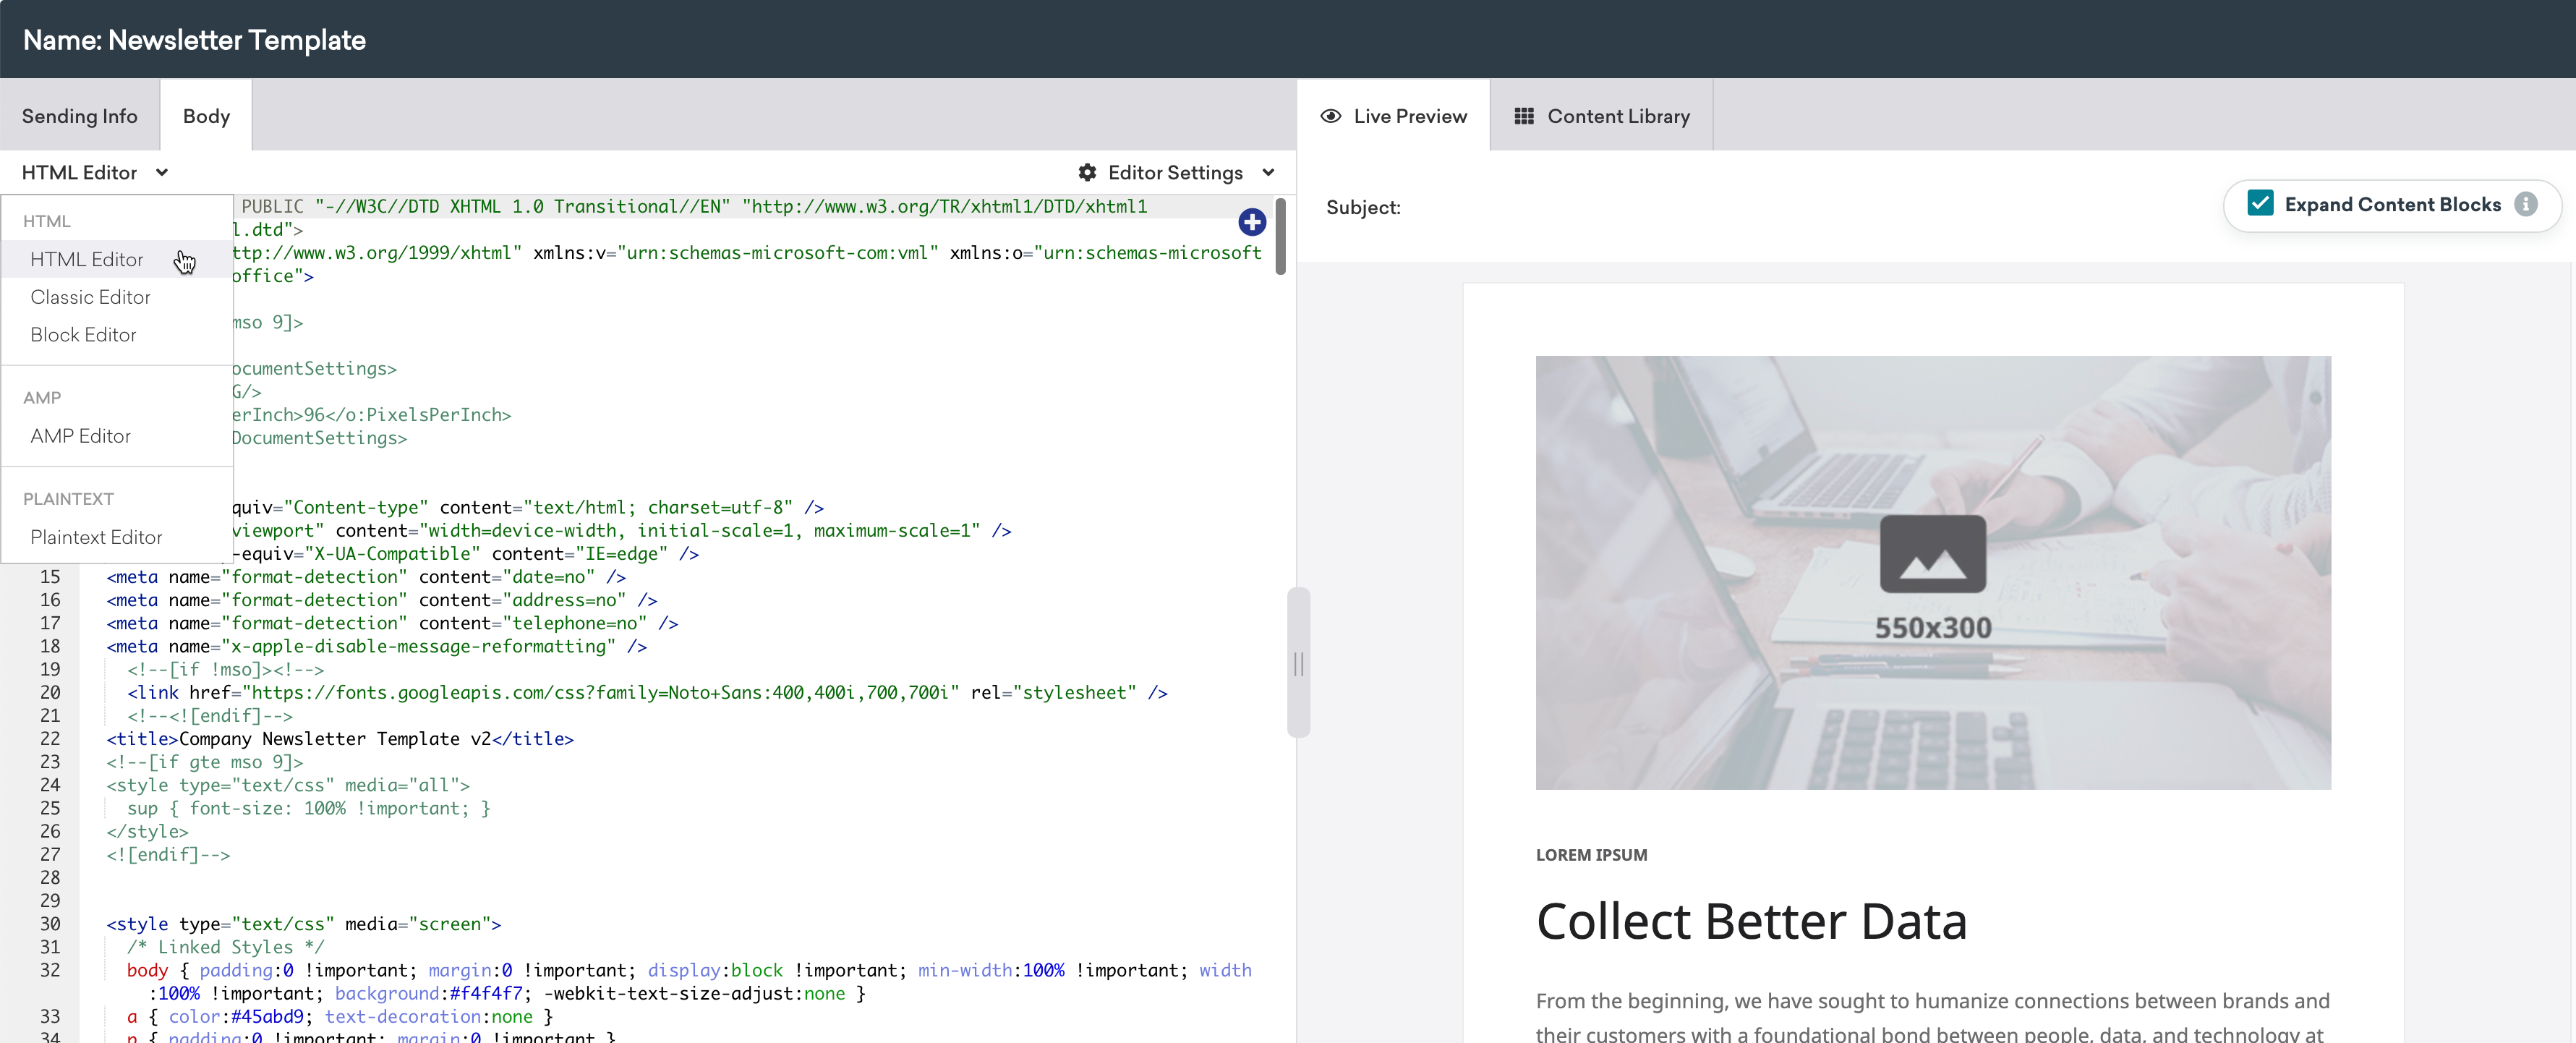 Name: Newsletter Template
Sending Info
Body
HTML Editor
Editor Settings
HTML
HTML Editor
Classic Editor
Block Editor
AMP
AMP Editor
PLAINTEXT
Plaintext Editor
PUBLIC "-//W3C//DTD XHTML 1.0 Transitional//EN" "http://www.w3.org/TR/xhtml1/DTD/xhtml1
l.dtd">
ttp://www.w3.org/1999/xhtml" xmlns:v="urn:schemas-microsoft-com:vml" xmlns:o="urn:schemas-microsoft
office">
mso 9]>
ocumentSettings>
G/>
erInch>96</o:PixelsPerInch>
DocumentSettings>
quiv="Content-type" content="text/html; charset=utf-8" />
viewport" content="width=device-width, initial-scale=1, maximum-scale=1" />
-equiv="X-UA-Compatible" content="IE=edge" />
15 <meta name="format-detection" content="date=no" />
16 <meta name="format-detection" content="address=no" />
17 <meta name="format-detection" content="telephone=no" />
18 <meta name="x-apple-disable-message-reformatting" />
19 <!--[if !mso]><!-->
20 <link href="https://fonts.googleapis.com/css?family=Noto+Sans:400,400i,700,700i" rel="stylesheet" />
21 <!--<![endif]-->
22 <title>Company Newsletter Template v2</title>
23 <!--[if gte mso 9]>
24 <style type="text/css" media="all">
25 sup { font-size: 100% !important; }
26 </style>
27 <![endif]-->
28
29
30 <style type="text/css" media="screen">
31 /* Linked Styles */
32 body { padding:0 !important; margin:0 !important; display:block !important; min-width:100% !important; width
:100% !important; background:#f4f4f7; -webkit-text-size-adjust:none }
33 a { color:#45abd9; text-decoration:none }
34 p { padding:0 !important; margin:0 !important }
Live Preview
Content Library
Subject:
Expand Content Blocks
550x300
LOREM IPSUM
Collect Better Data
From the beginning, we have sought to humanize connections between brands and
their customers with a foundational bond between people, data, and technology at